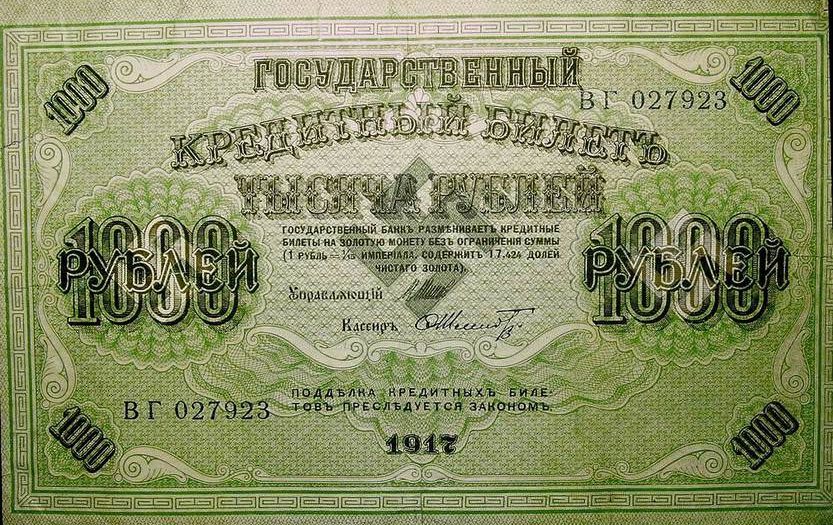 1000
1000
ГОСУДАРСТВЕННЫЙ
ВГ 027923
КРЕДИТНЫЙ БИЛЕТЪ
ТЫСЯЧА РУБЛЕЙ
ГОСУДАРСТВЕННЫЙ БАНКЪ РАЗМЕНИВАЕТЪ КРЕДИТНЫЕ
БИЛЕТЫ НА ЗОЛОТУЮ МОНЕТУ БЕЗЪ ОГРАНИЧЕНІЯ СУММЫ
(1 РУБЛЬ = 1/15 ИМПЕРІАЛА, СОДЕРЖИТЪ 17,424 ДОЛЕЙ
ЧИСТАГО ЗОЛОТА).
1000
РУБЛЕЙ
1000
РУБЛЕЙ
Управляющій
Кассиръ
ПОДДѢЛКА КРЕДИТНЫХЪ БИЛЕ-
ТОВЪ ПРЕСЛѢДУЕТСЯ ЗАКОНОМЪ.
ВГ 027923
1917
1000
1000